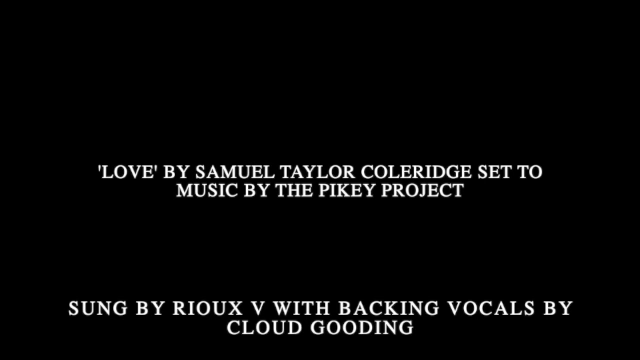 'LOVE' BY SAMUEL TAYLOR COLERIDGE SET TO
MUSIC BY THE PIKEY PROJECT
SUNG BY RIOUX V WITH BACKING VOCALS BY
CLOUD GOODING